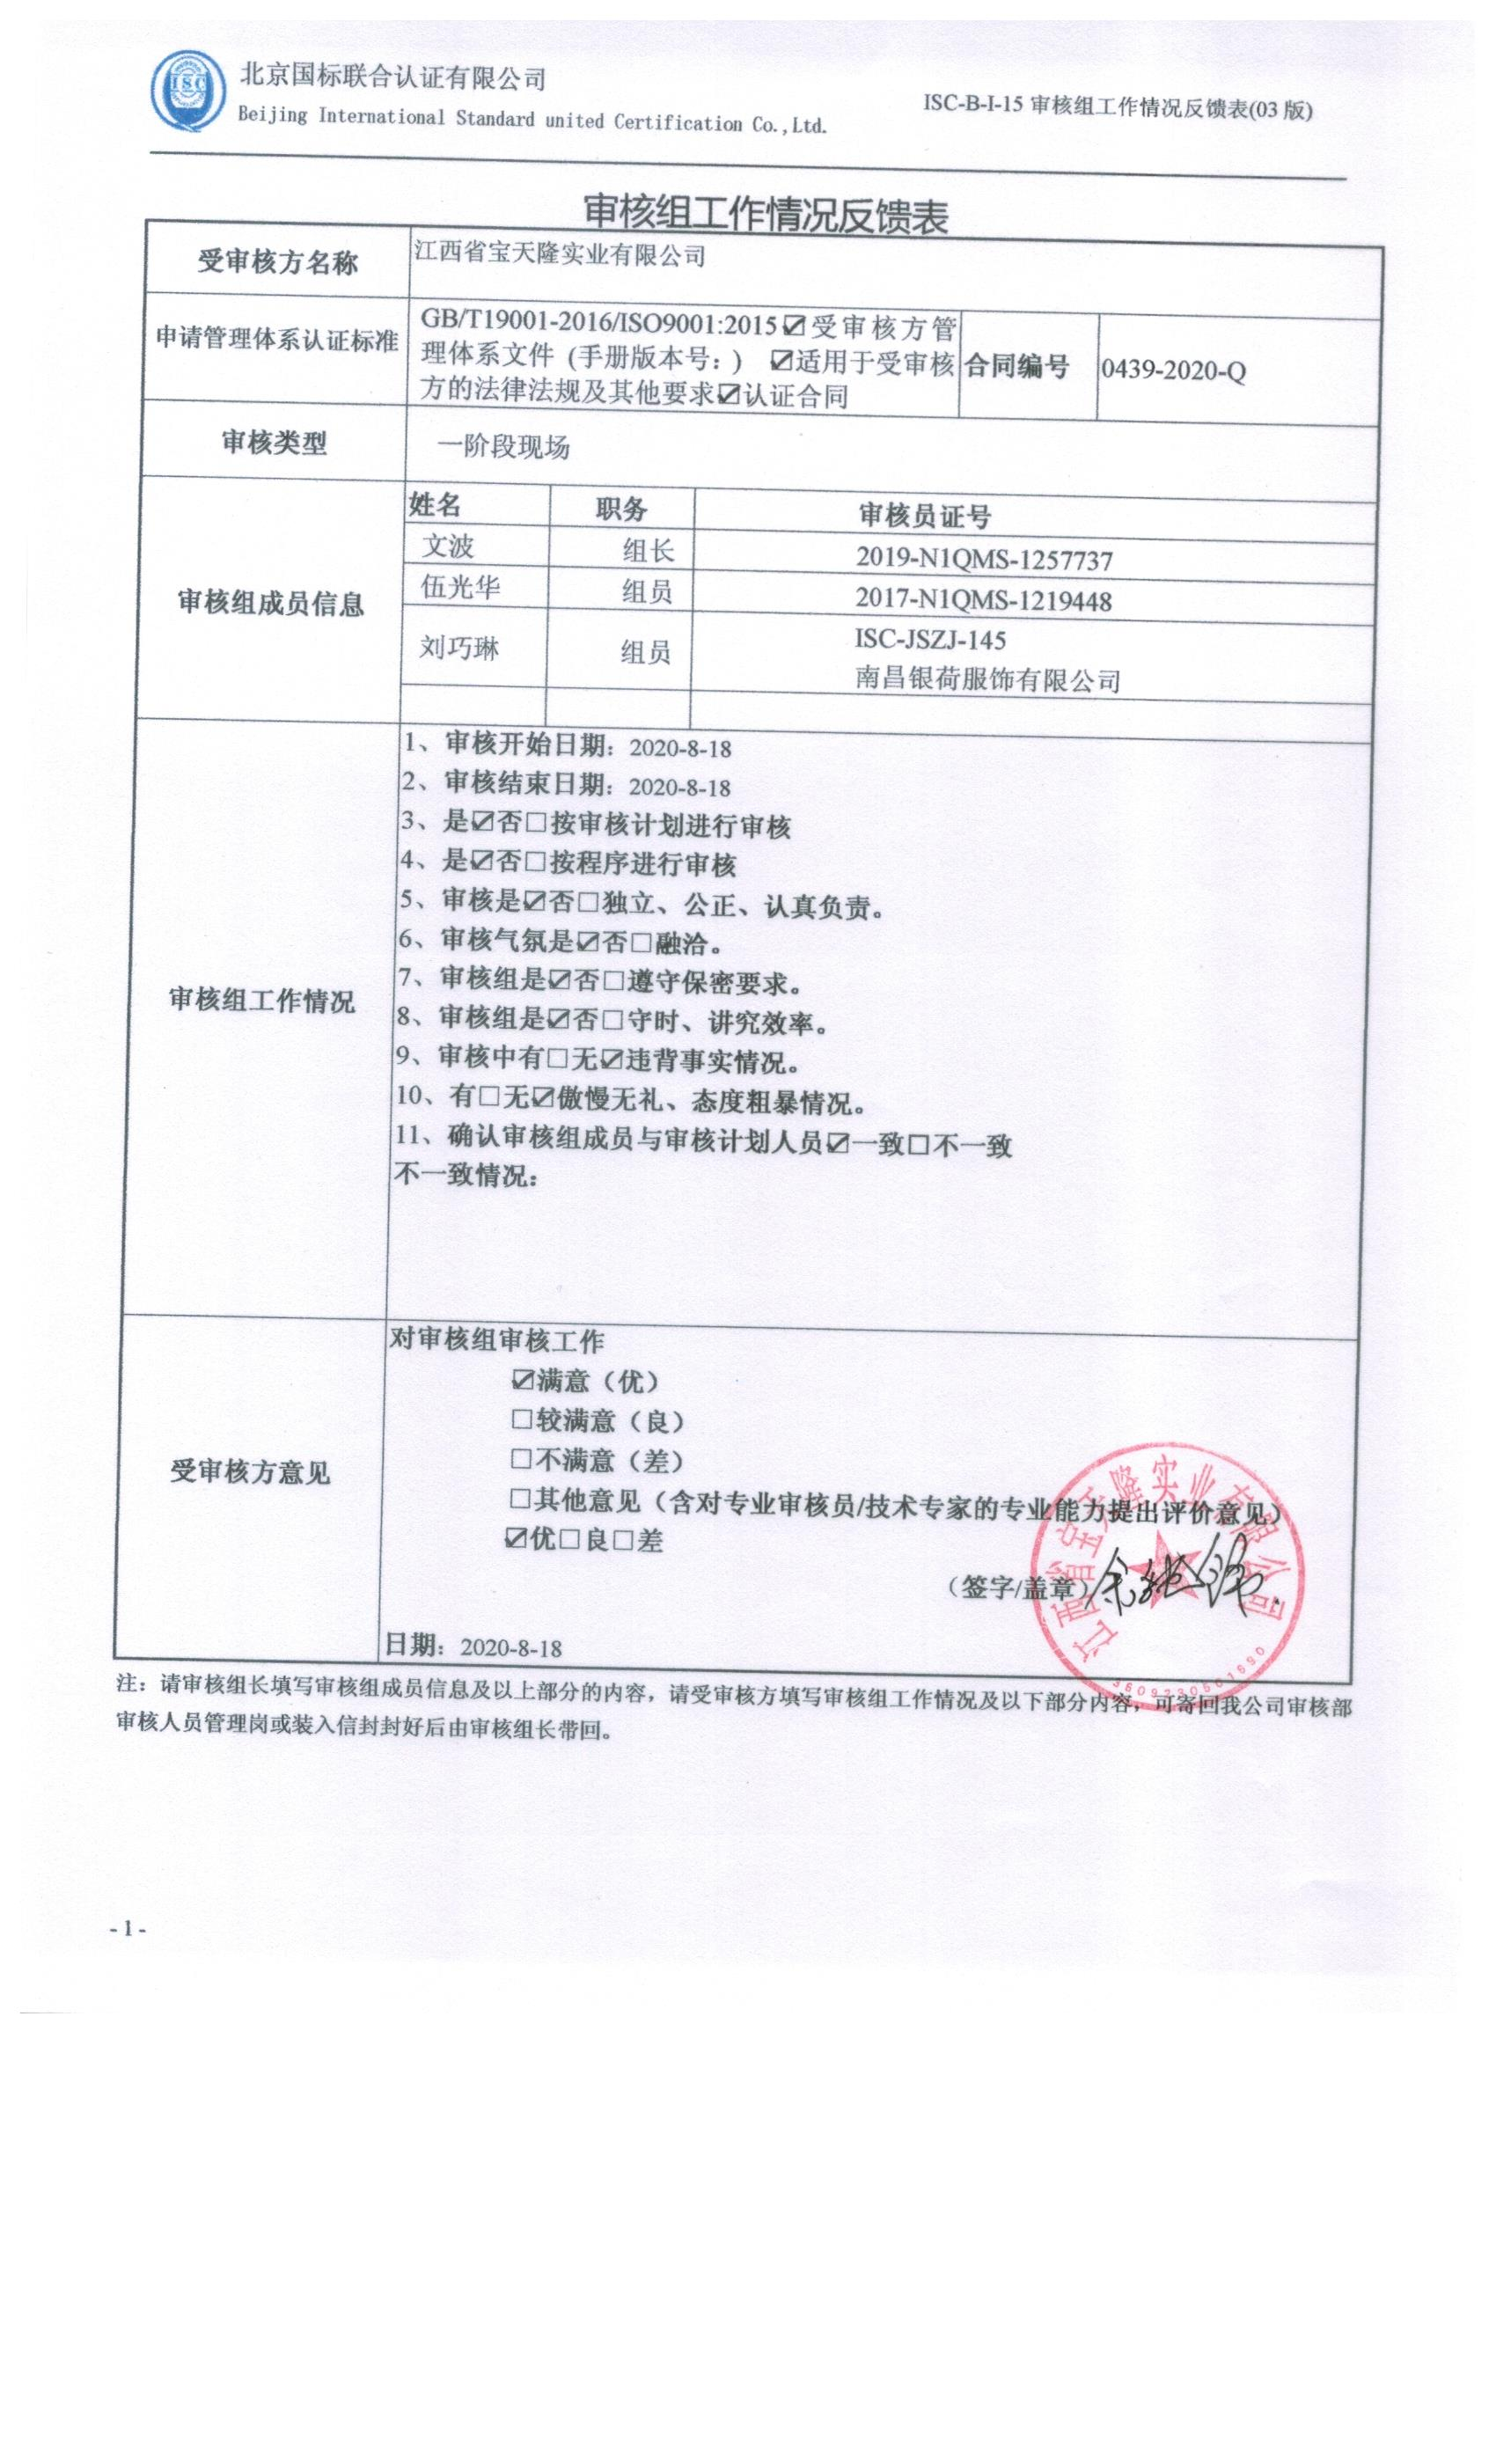 ISC
北京国标联合认证有限公司
Beijing International Standard united Certification Co.,Ltd.
ISC-B-I-15 审核组工作情况反馈表(03 版)
审核组工作情况反馈表
受审核方名称
江西省宝天隆实业有限公司
申请管理体系认证标准
GB/T19001-2016/ISO9001:2015☑受审核方管
理体系文件 (手册版本号：) ☑适用于受审核
方的法律法规及其他要求☑认证合同
合同编号
0439-2020-Q
审核类型
一阶段现场
审核组成员信息
姓名 职务 审核员证号
文波 组长 2019-N1QMS-1257737
伍光华 组员 2017-N1QMS-1219448
刘巧琳 组员 ISC-JSZJ-145
南昌银荷服饰有限公司
审核组工作情况
1、审核开始日期：2020-8-18
2、审核结束日期：2020-8-18
3、是☑否□按审核计划进行审核
4、是☑否□按程序进行审核
5、审核是☑否□独立、公正、认真负责。
6、审核气氛是☑否□融洽。
7、审核组是☑否□遵守保密要求。
8、审核组是☑否□守时、讲究效率。
9、审核中有□无☑违背事实情况。
10、有□无☑傲慢无礼、态度粗暴情况。
11、确认审核组成员与审核计划人员☑一致□不一致
不一致情况：
受审核方意见
对审核组审核工作
☑满意（优）
□较满意（良）
□不满意（差）
□其他意见（含对专业审核员/技术专家的专业能力提出评价意见）
☑优□良□差
（签字/盖章）
江西省宝天隆实业有限公司
日期：2020-8-18
注：请审核组长填写审核组成员信息及以上部分的内容，请受审核方填写审核组工作情况及以下部分内容，可寄回我公司审核部
审核人员管理岗或装入信封封好后由审核组长带回。
- 1 -